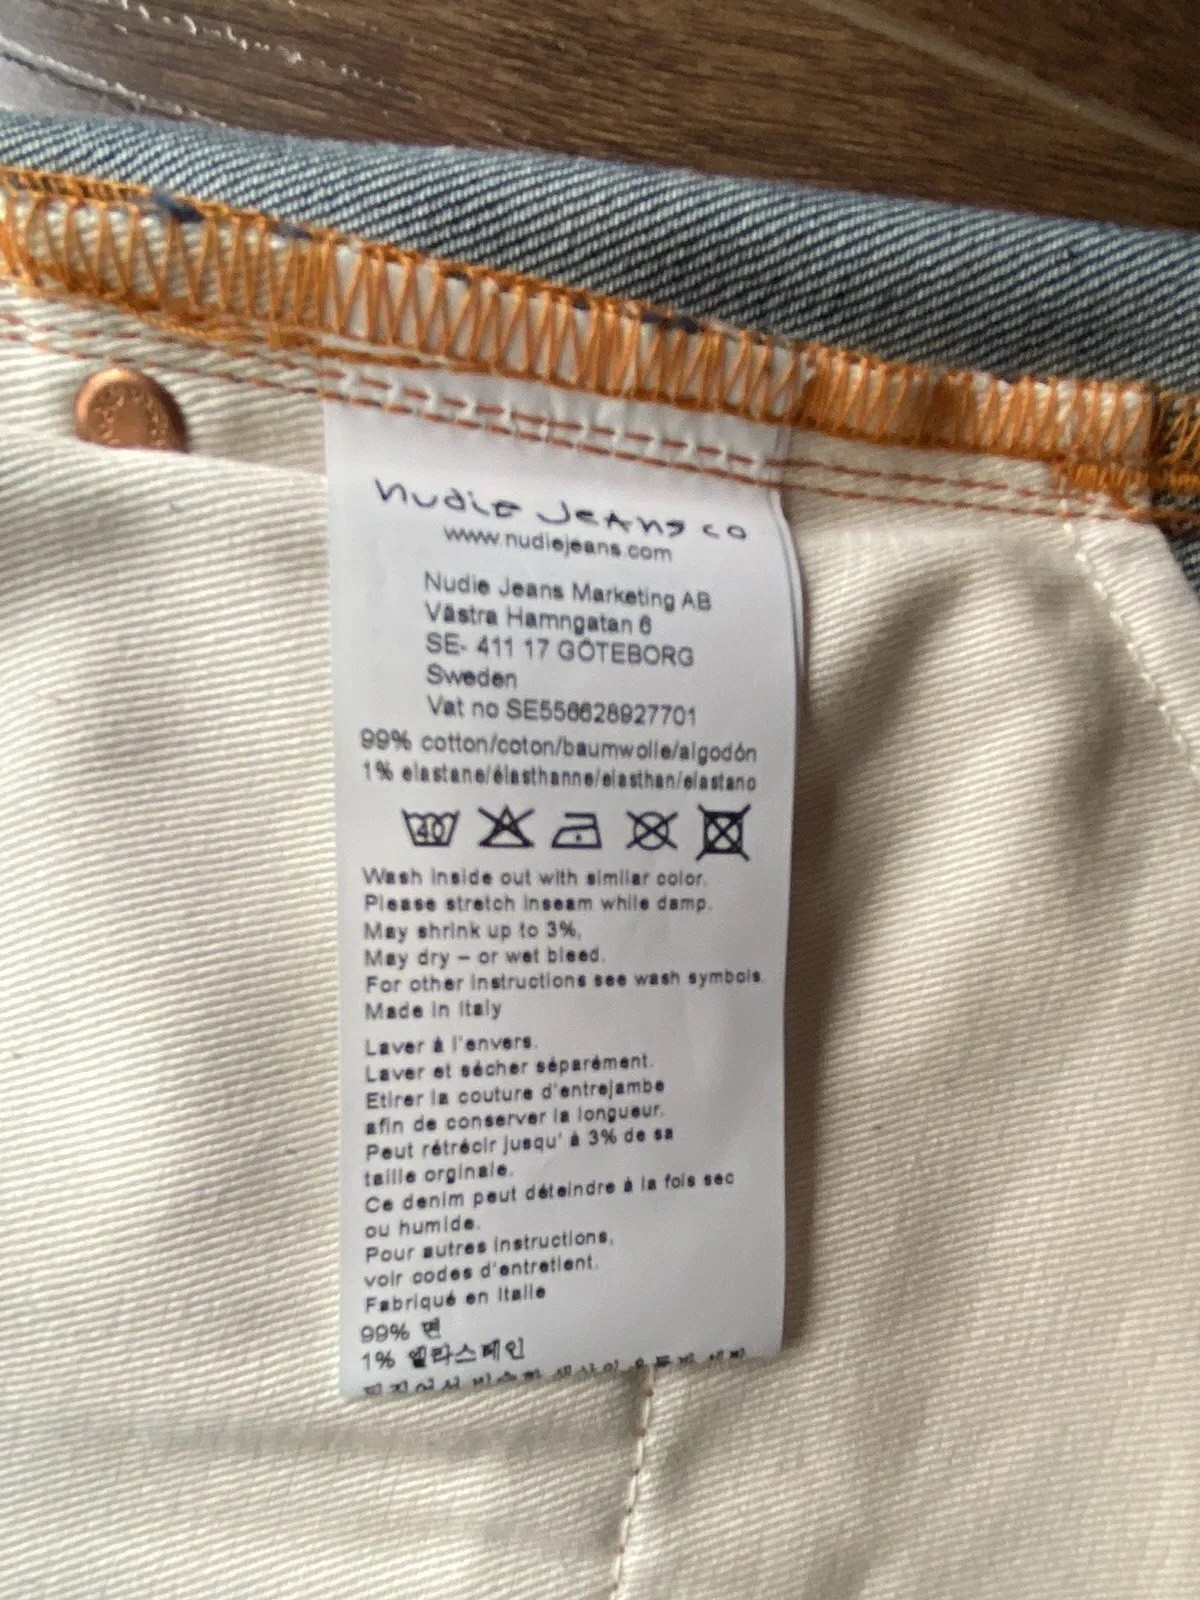 nudie Jeans co
www.nudiejeans.com
Nudie Jeans Marketing AB
Västra Hamngatan 6
SE- 411 17 GÖTEBORG
Sweden
Vat no SE556628927701
99% cotton/coton/baumwolle/algodón
1% elastane/élasthanne/elasthan/elastano
40
Wash inside out with similar color.
Please stretch inseam while damp.
May shrink up to 3%.
May dry – or wet bleed.
For other instructions see wash symbols.
Made in Italy
Laver à l'envers.
Laver et sécher séparément.
Etirer la couture d'entrejambe
afin de conserver la longueur.
Peut rétrécir jusqu' à 3% de sa
taille orginale.
Ce denim peut déteindre à la fois sec
ou humide.
Pour autres instructions,
voir codes d'entretient.
Fabriqué en Italie
99% 면
1% 엘라스테인